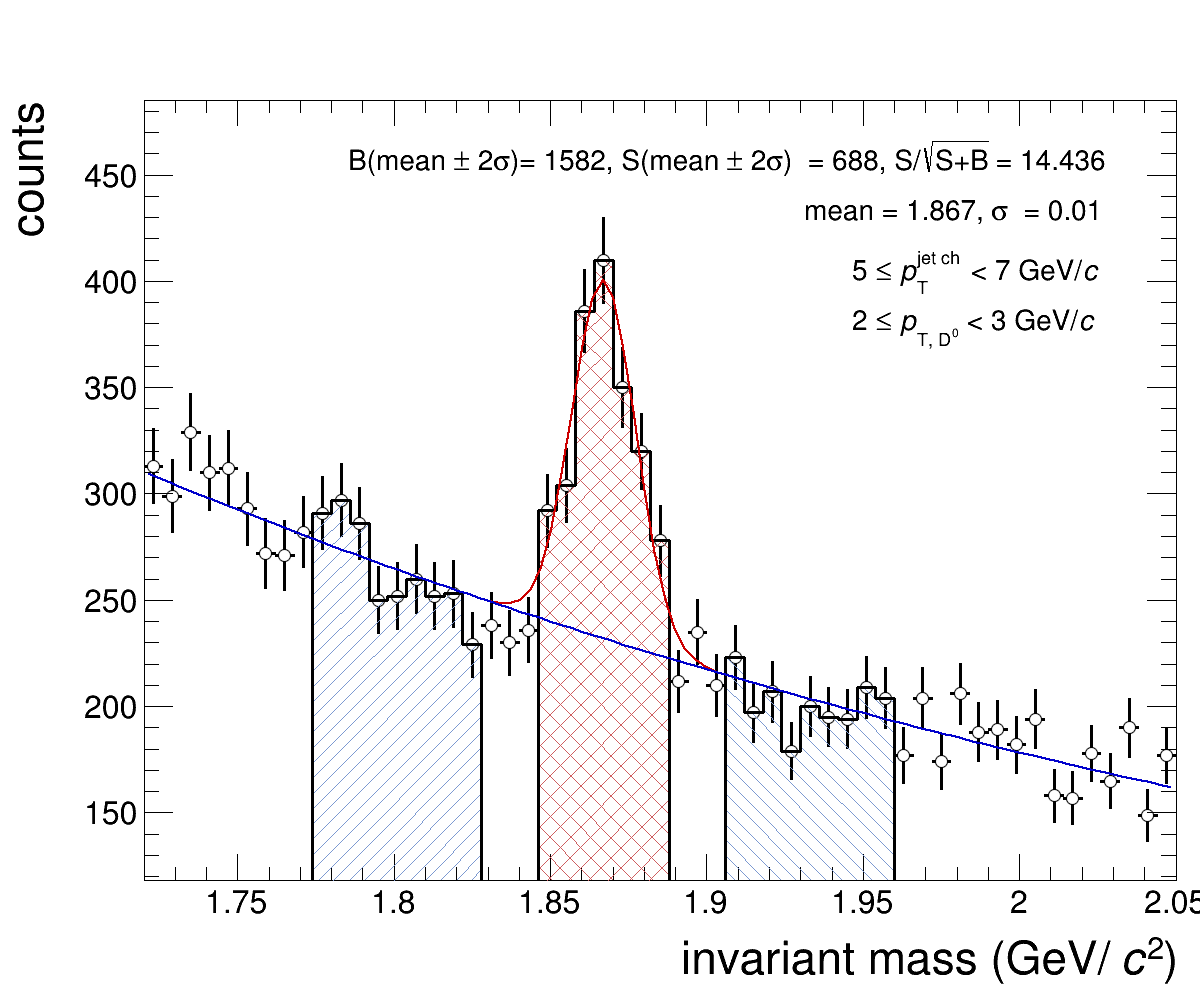 counts
B(mean ± 2σ)= 1582, S(mean ± 2σ) = 688, S/√S+B = 14.436
mean = 1.867, σ = 0.01
5 ≤ p_T^jet ch < 7 GeV/c
2 ≤ p_T, D⁰ < 3 GeV/c
450
400
350
300
250
200
150
1.75 1.8 1.85 1.9 1.95 2 2.05
invariant mass (GeV/ c²)